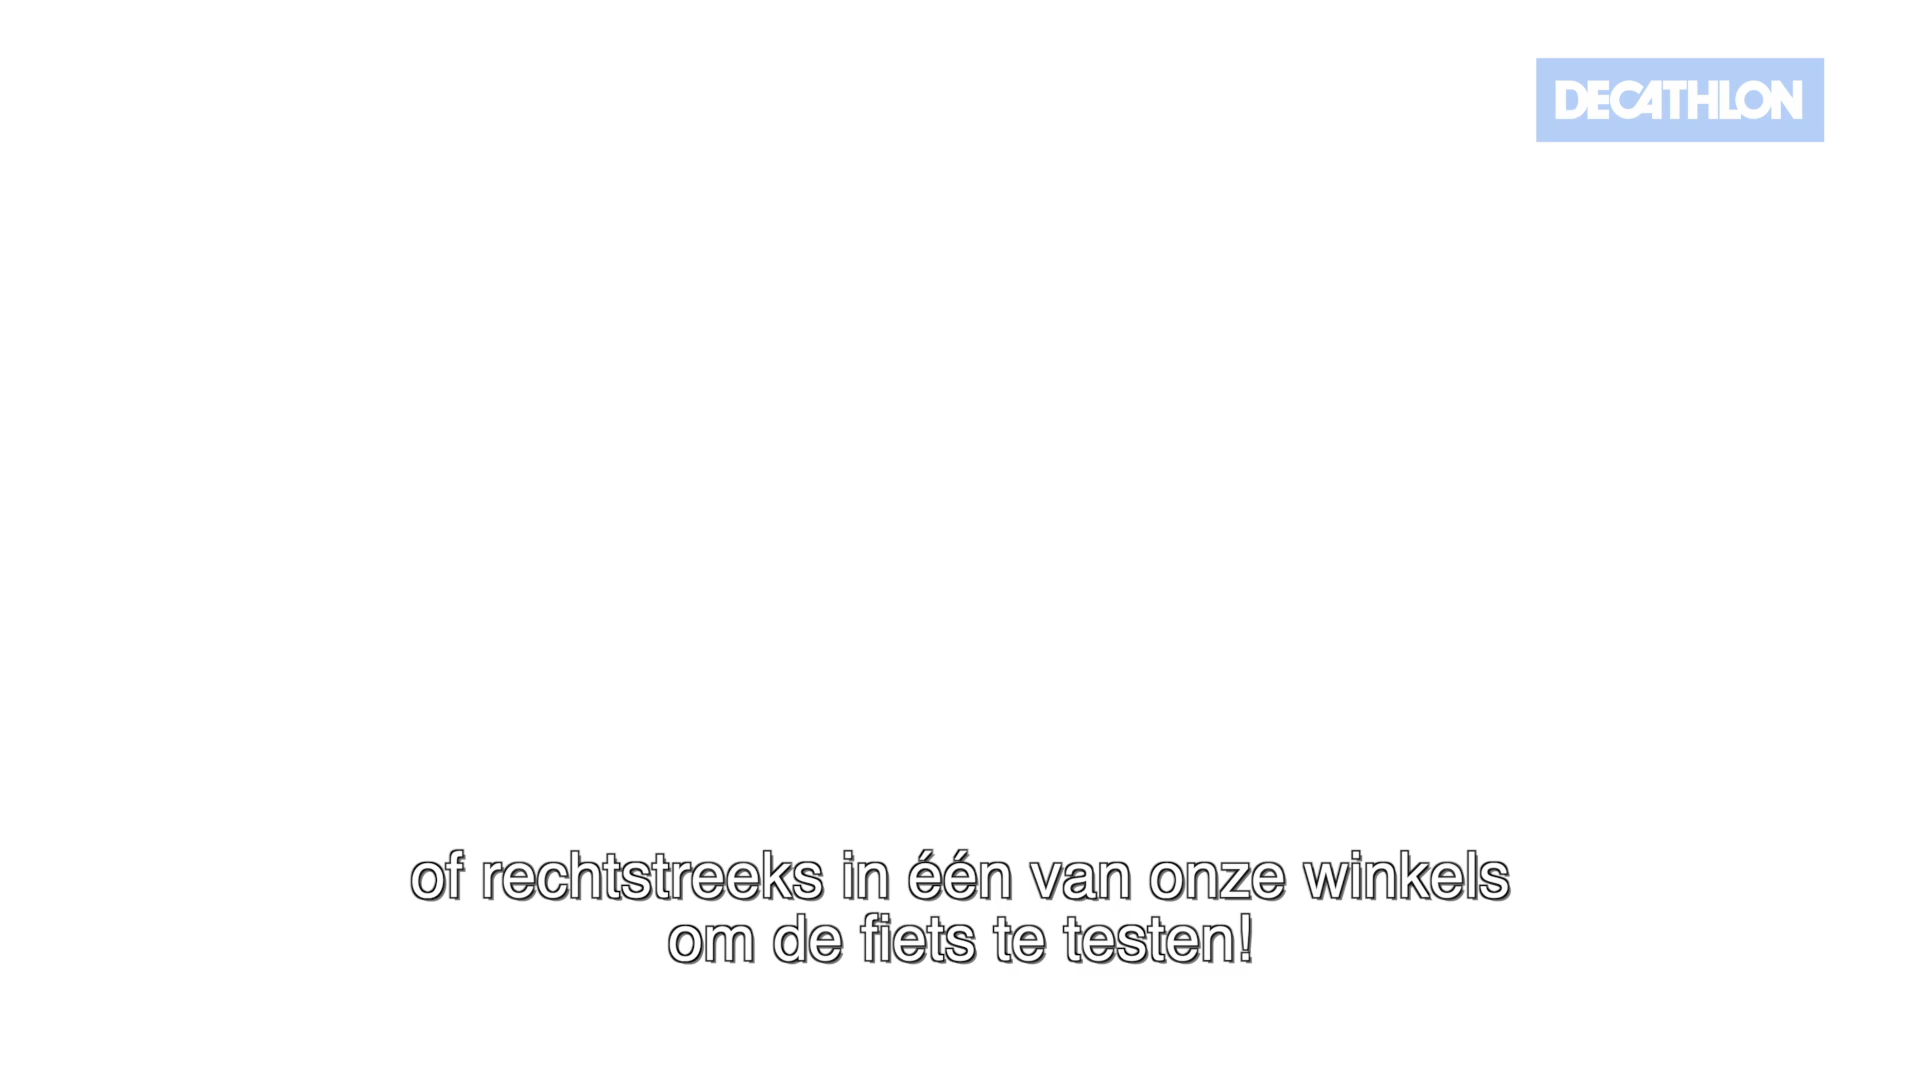 DECATHLON
of rechtstreeks in één van onze winkels
om de fiets te testen!